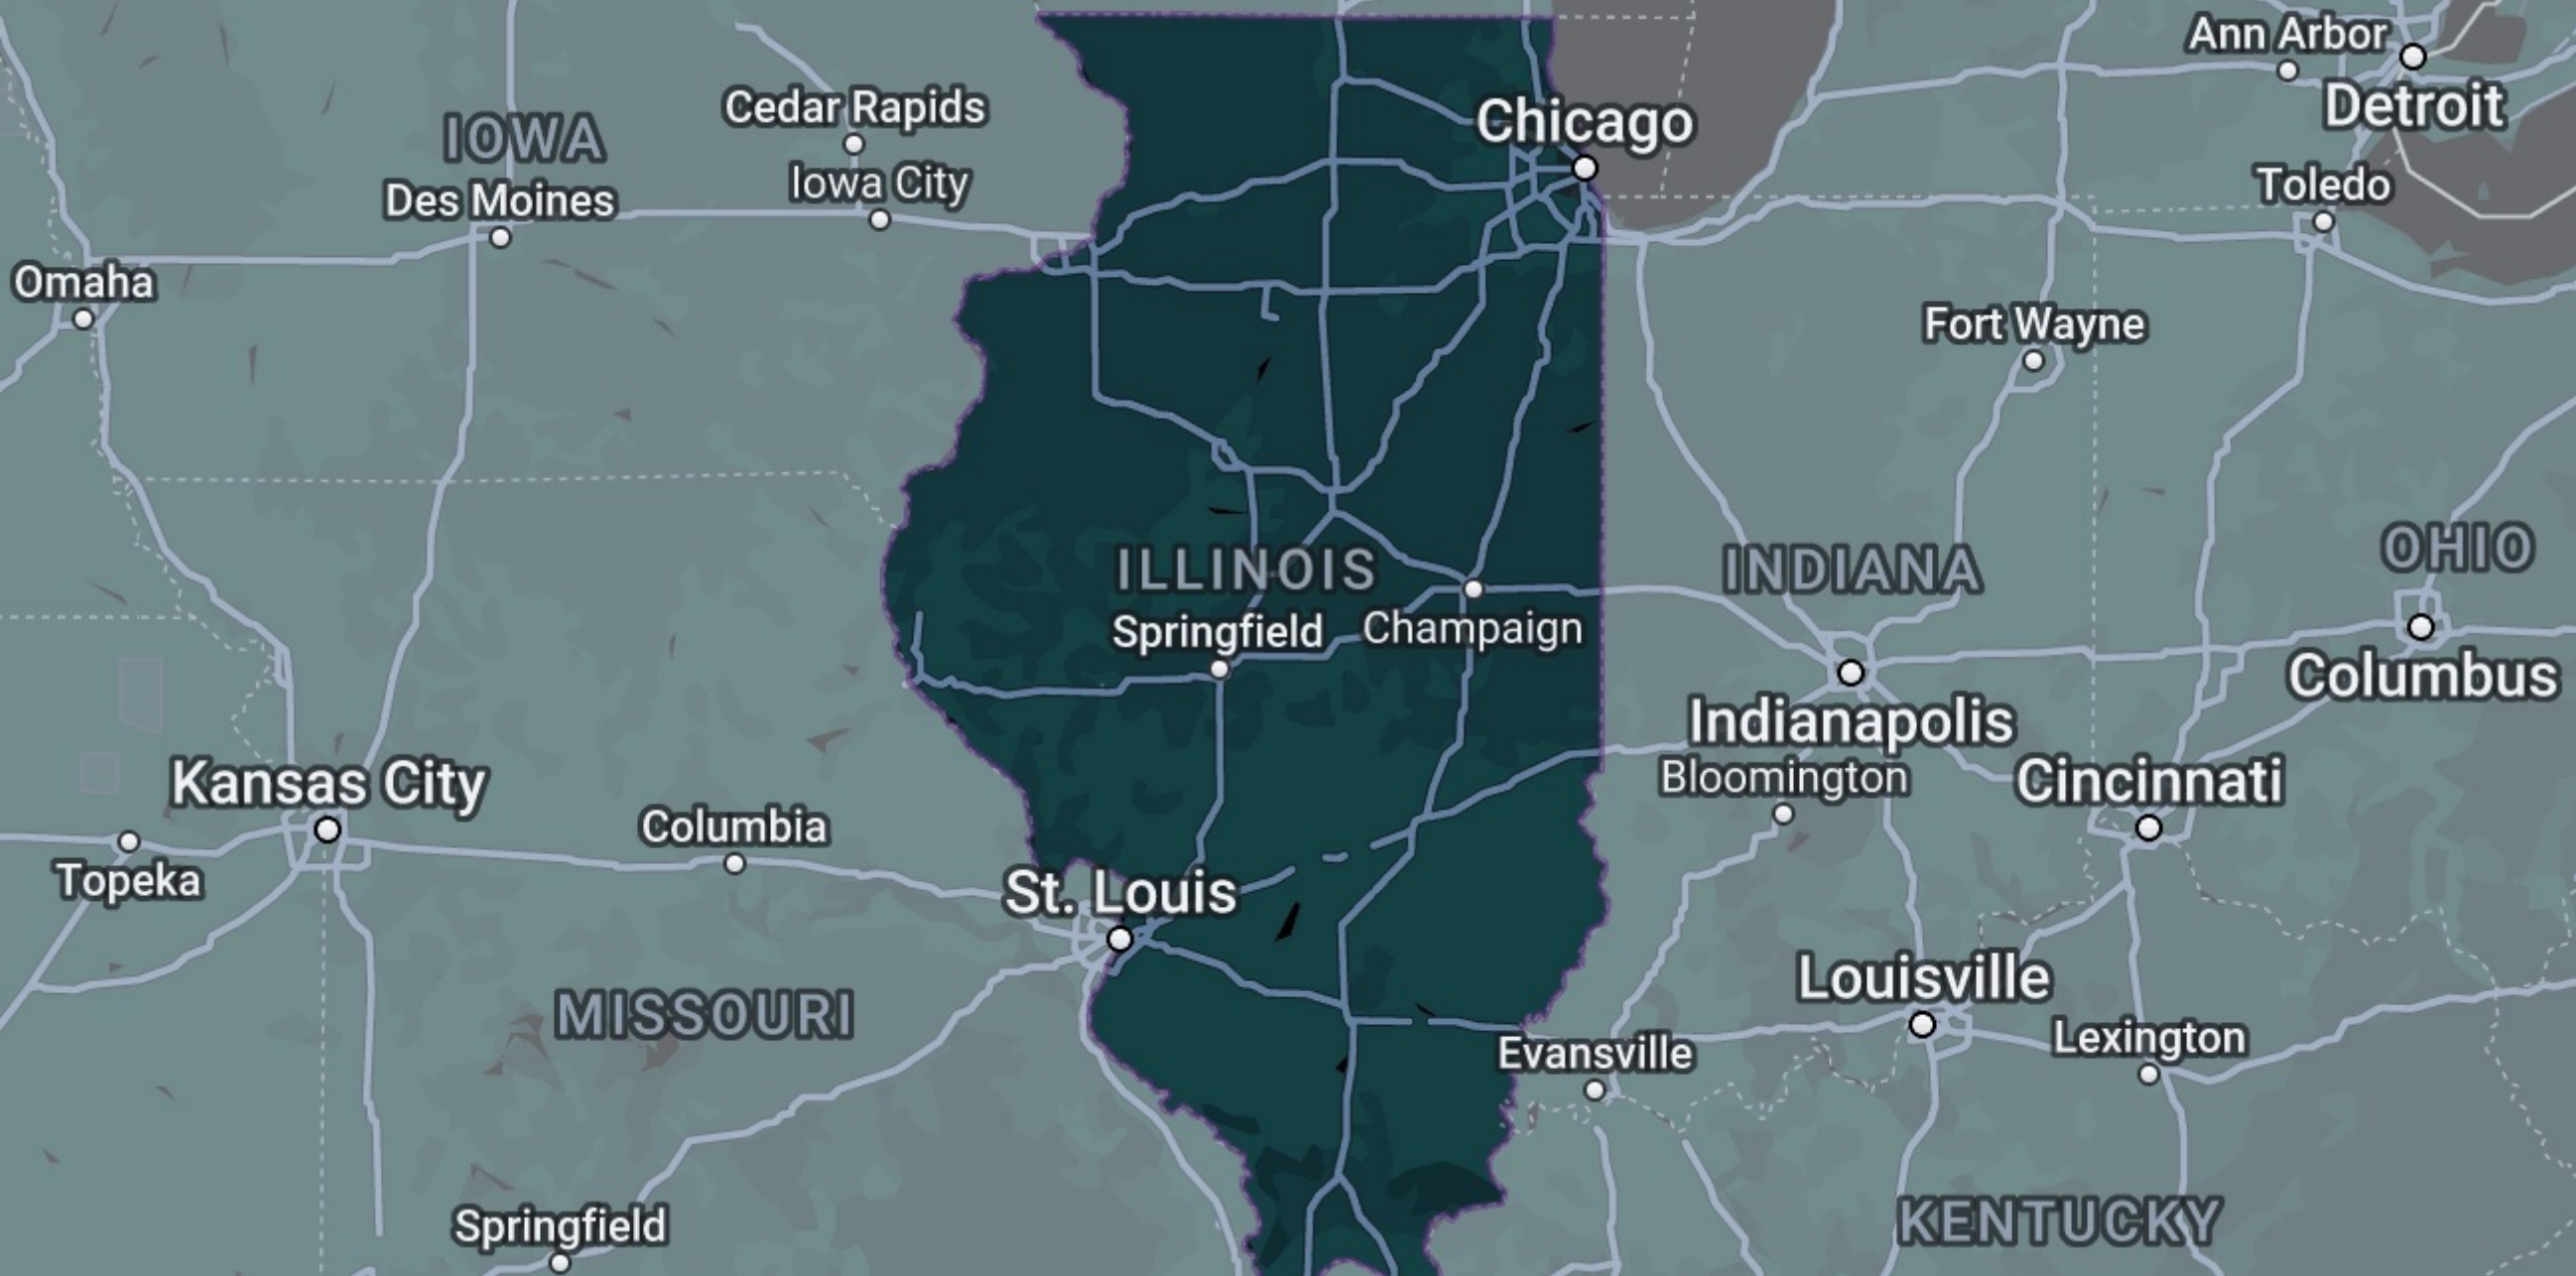 Ann Arbor
Detroit
Cedar Rapids
IOWA
Chicago
Iowa City
Des Moines
Toledo
Omaha
Fort Wayne
OHIO
ILLINOIS
INDIANA
Springfield
Champaign
Columbus
Indianapolis
Kansas City
Bloomington
Cincinnati
Columbia
Topeka
St. Louis
Louisville
MISSOURI
Lexington
Evansville
Springfield
KENTUCKY